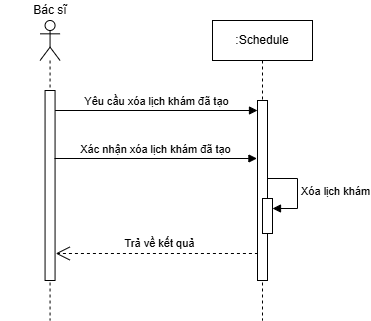 Bác sĩ
:Schedule
Yêu cầu xóa lịch khám đã tạo
Xác nhận xóa lịch khám đã tạo
Xóa lịch khám
Trả về kết quả